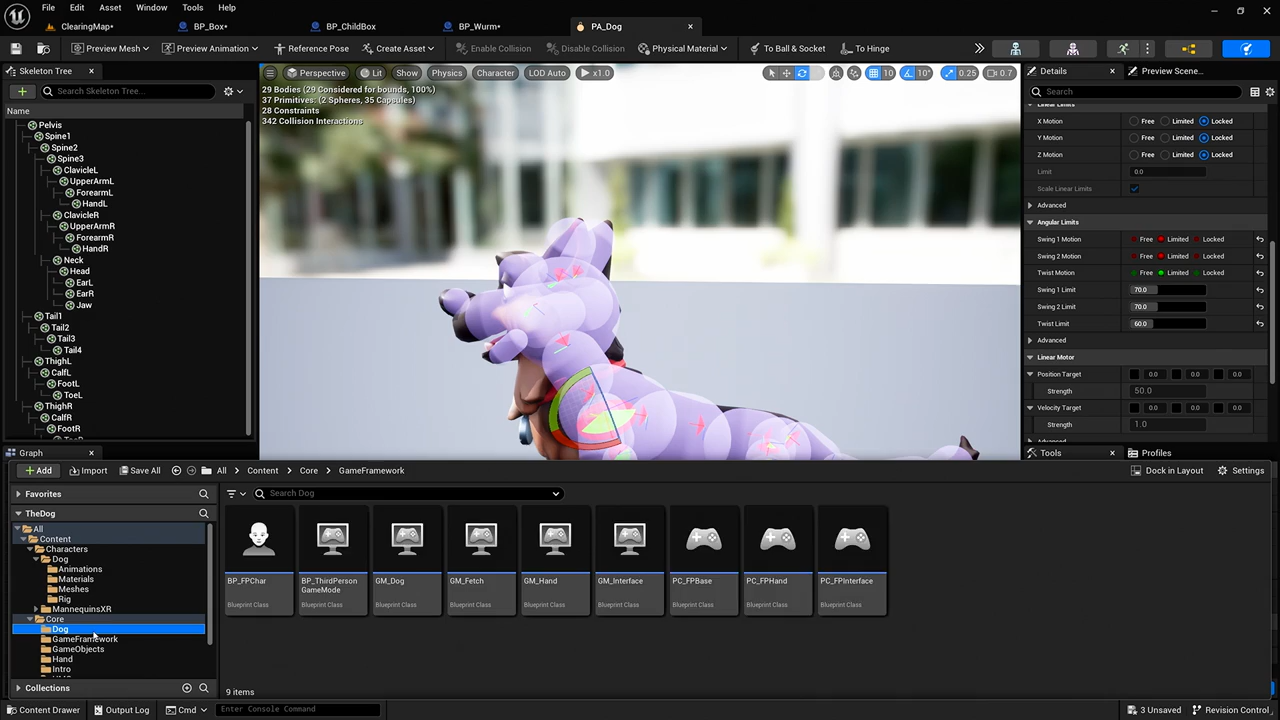 File Edit Asset Window Tools Help
ClearingMap• BP_Box• BP_ChildBox BP_Wurm• PA_Dog
Preview Mesh Preview Animation Reference Pose Create Asset Enable Collision Disable Collision Physical Material To Ball & Socket To Hinge
Skeleton Tree
Search Skeleton Tree...
Name
Pelvis
Spine1
Spine2
Spine3
ClavicleL
UpperArmL
ForearmL
HandL
ClavicleR
UpperArmR
ForearmR
HandR
Neck
Head
EarL
EarR
Jaw
Tail1
Tail2
Tail3
Tail4
ThighL
CalfL
FootL
ToeL
ThighR
CalfR
FootR
Perspective Lit Show Physics Character LOD Auto x1.0 10 10° 0.25 0.7
29 Bodies (29 Considered for bounds, 100%)
37 Primitives: (2 Spheres, 35 Capsules)
28 Constraints
342 Collision Interactions
Details Preview Scene...
Search
Linear Limits
X Motion Free Limited Locked
Y Motion Free Limited Locked
Z Motion Free Limited Locked
Limit 0.0
Scale Linear Limits
Advanced
Angular Limits
Swing 1 Motion Free Limited Locked
Swing 2 Motion Free Limited Locked
Twist Motion Free Limited Locked
Swing 1 Limit 70.0
Swing 2 Limit 70.0
Twist Limit 60.0
Advanced
Linear Motor
Position Target 0.0 0.0 0.0
Strength 50.0
Velocity Target 0.0 0.0 0.0
Strength 1.0
Graph
Tools Profiles
Add Import Save All All Content Core GameFramework Dock in Layout Settings
Favorites
TheDog
All
Content
Characters
Dog
Animations
Materials
Meshes
Rig
MannequinsXR
Core
Dog
GameFramework
GameObjects
Hand
Intro
Collections
Search Dog
BP_FPChar
Blueprint Class
BP_ThirdPerson
GameMode
Blueprint Class
GM_Dog
Blueprint Class
GM_Fetch
Blueprint Class
GM_Hand
Blueprint Class
GM_Interface
Blueprint Class
PC_FPBase
Blueprint Class
PC_FPHand
Blueprint Class
PC_FPInterface
Blueprint Class
9 items
Content Drawer Output Log Cmd Enter Console Command 3 Unsaved Revision Control